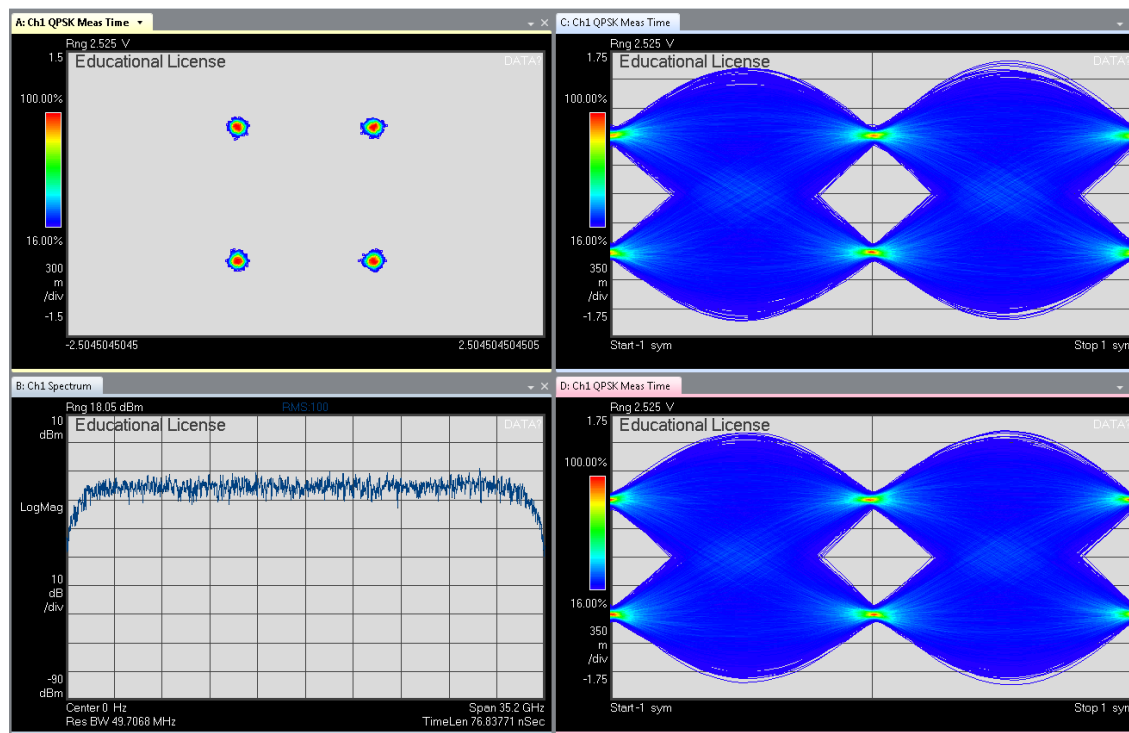 A: Ch1 QPSK Meas Time
Rng 2.525 V
1.5
Educational License
DATA?
100.00%
16.00%
300
m
/div
-1.5
-2.5045045045
2.504504504505
C: Ch1 QPSK Meas Time
Rng 2.525 V
1.75
Educational License
DATA?
100.00%
16.00%
350
m
/div
-1.75
Start-1 sym
Stop 1 sym
B: Ch1 Spectrum
Rng 18.05 dBm
RMS:100
10
dBm
Educational License
DATA?
LogMag
10
dB
/div
-90
dBm
Center 0 Hz
Span 35.2 GHz
Res BW 49.7068 MHz
TimeLen 76.83771 nSec
D: Ch1 QPSK Meas Time
Rng 2.525 V
1.75
Educational License
DATA?
100.00%
16.00%
350
m
/div
-1.75
Start-1 sym
Stop 1 sym